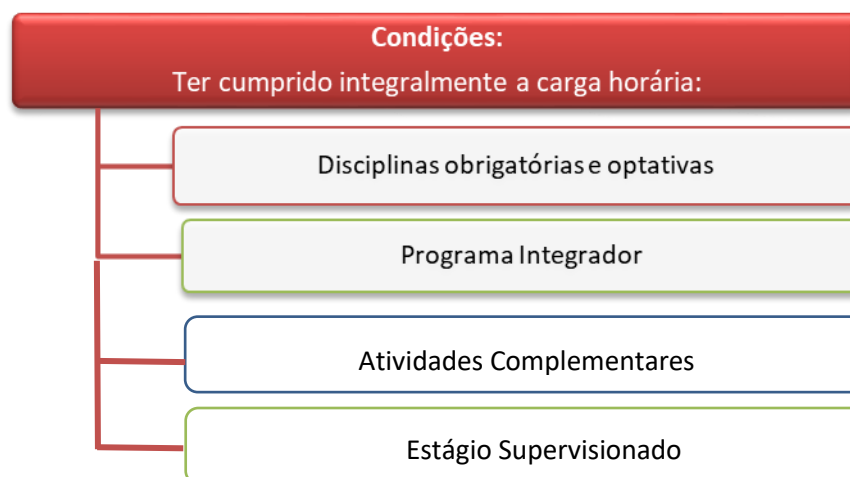 Condições:
Ter cumprido integralmente a carga horária:
Disciplinas obrigatórias e optativas
Programa Integrador
Atividades Complementares
Estágio Supervisionado